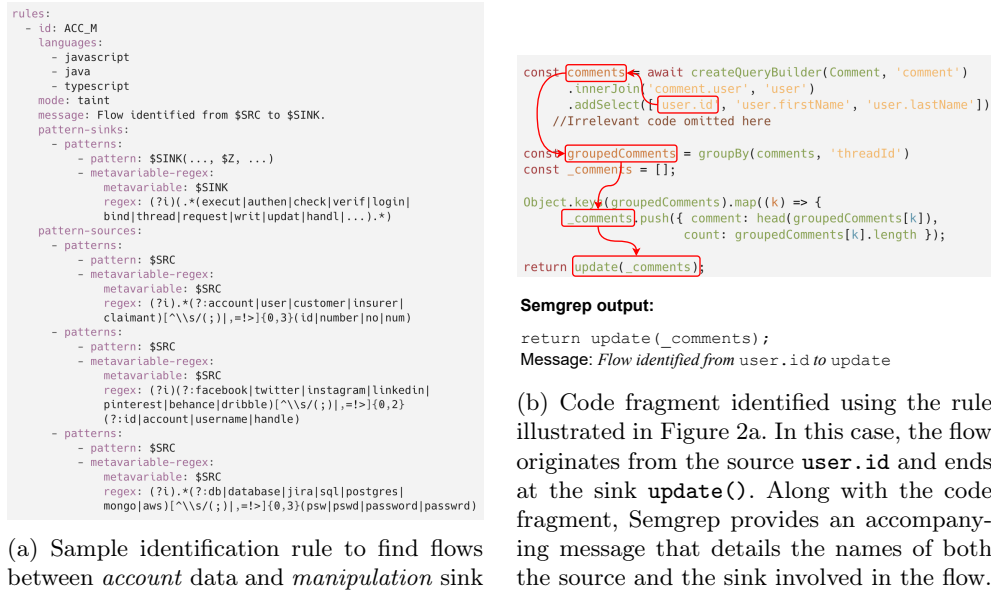 rules:
- id: ACC_M
languages:
- javascript
- java
- typescript
mode: taint
message: Flow identified from $SRC to $SINK.
pattern-sinks:
- patterns:
- pattern: $SINK(..., $Z, ...)
- metavariable-regex:
metavariable: $SINK
regex: (?i)(.*(execut|authen|check|verif|login|
bind|thread|request|writ|updat|handl|...).*)
pattern-sources:
- patterns:
- pattern: $SRC
- metavariable-regex:
metavariable: $SRC
regex: (?i).*(?:account|user|customer|insurer|
claimant)[^\\s/(;)|,=!>]{0,3}(id|number|no|num)
- patterns:
- pattern: $SRC
- metavariable-regex:
metavariable: $SRC
regex: (?i)(?:facebook|twitter|instagram|linkedin|
pinterest|behance|dribble)[^\\s/(;)|,=!>]{0,2}
(?:id|account|username|handle)
- patterns:
- pattern: $SRC
- metavariable-regex:
metavariable: $SRC
regex: (?i).*(?:db|database|jira|sql|postgres|
mongo|aws)[^\\s/(;)|,=!>]{0,3}(psw|pswd|password|passwrd)
(a) Sample identification rule to find flows
between account data and manipulation sink
const comments = await createQueryBuilder(Comment, 'comment')
.innerJoin('comment.user', 'user')
.addSelect(['user.id', 'user.firstName', 'user.lastName'])
//Irrelevant code omitted here
const groupedComments = groupBy(comments, 'threadId')
const _comments = [];
Object.keys(groupedComments).map((k) => {
_comments.push({ comment: head(groupedComments[k]),
count: groupedComments[k].length });
return update(_comments);
Semgrep output:
return update(_comments);
Message: Flow identified from user.id to update
(b) Code fragment identified using the rule
illustrated in Figure 2a. In this case, the flow
originates from the source user.id and ends
at the sink update(). Along with the code
fragment, Semgrep provides an accompany-
ing message that details the names of both
the source and the sink involved in the flow.